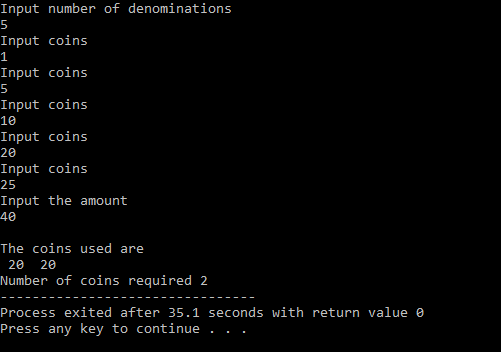 Input number of denominations
5
Input coins
1
Input coins
5
Input coins
10
Input coins
20
Input coins
25
Input the amount
40
The coins used are
20  20
Number of coins required 2
--------------------------------
Process exited after 35.1 seconds with return value 0
Press any key to continue . . .